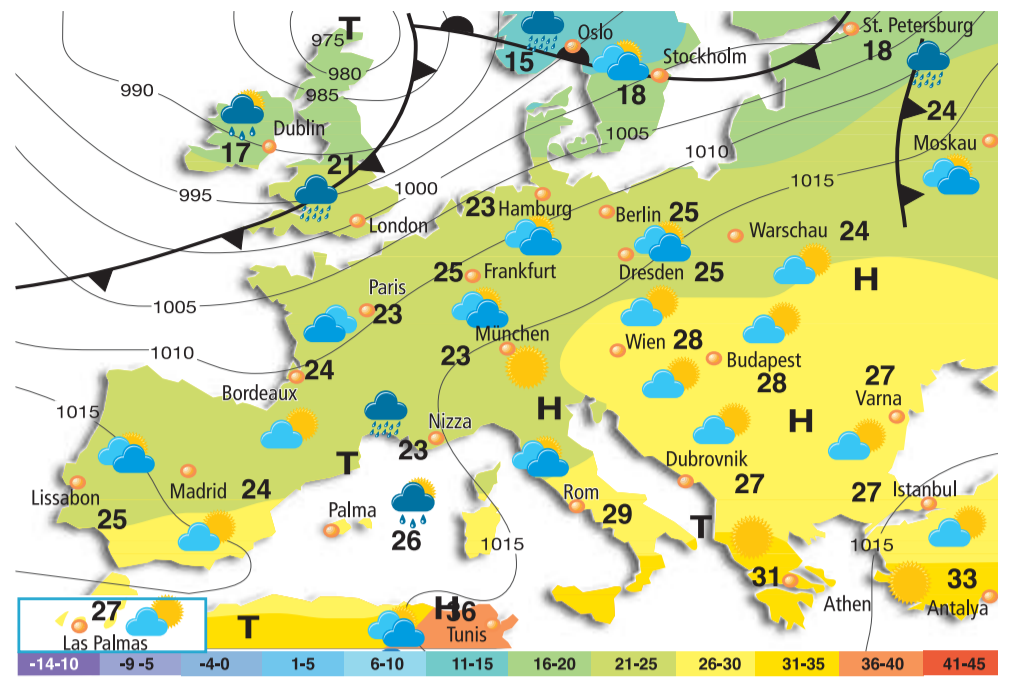 T
975
980
985
990
995
1000
1005
1010
1015
1005
1010
1015
1015
1015
Oslo
15
Stockholm
18
St. Petersburg
18
24
Moskau
Dublin
17
21
London
23 Hamburg
Berlin 25
Warschau 24
H
25 Frankfurt
Dresden 25
Paris
23
München
23
Wien 28
Budapest
28
27
Varna
24
Bordeaux
H
H
Nizza
23
T
Dubrovnik
27
Lissabon
25
Madrid 24
Palma
26
Rom
29
T
27 Istanbul
31
Athen
33
Antalya
27
Las Palmas
T
H
36
Tunis
-14-10 -9 -5 -4-0 1-5 6-10 11-15 16-20 21-25 26-30 31-35 36-40 41-45